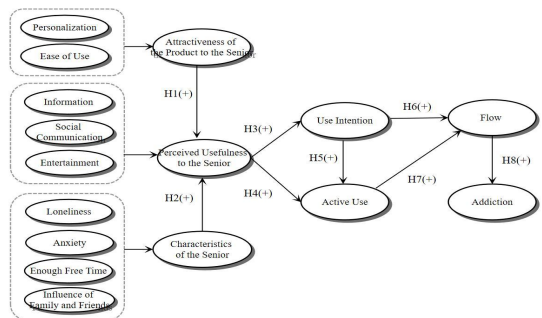 Personalization
Ease of Use
Attractiveness of
the Product to the Senior
H1(+)
Information
Social
Communication
Entertainment
Perceived Usefulness
to the Senior
H2(+)
Loneliness
Anxiety
Enough Free Time
Influence of
Family and Friends
Characteristics
of the Senior
H3(+)
H4(+)
Use Intention
H5(+)
Active Use
H6(+)
H7(+)
Flow
H8(+)
Addiction